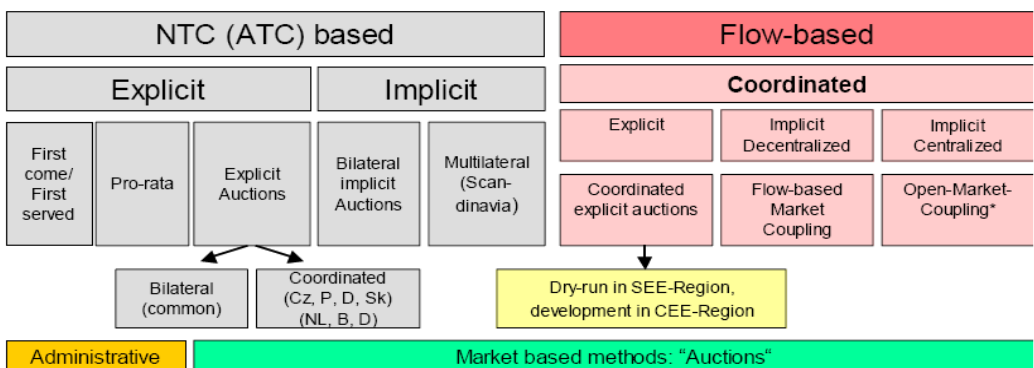 NTC (ATC) based
Flow-based
Explicit
Implicit
Coordinated
First
come/
First
served
Pro-rata
Explicit
Auctions
Bilateral
implicit
Auctions
Multilateral
(Scan-
dinavia)
Explicit
Implicit
Decentralized
Implicit
Centralized
Coordinated
explicit auctions
Flow-based
Market
Coupling
Open-Market-
Coupling*
Bilateral
(common)
Coordinated
(Cz, P, D, Sk)
(NL, B, D)
Dry-run in SEE-Region,
development in CEE-Region
Administrative
Market based methods: "Auctions"